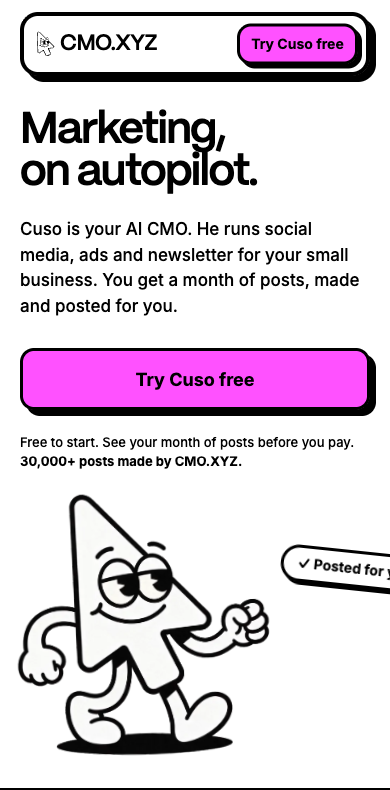 CMO.XYZ
Try Cuso free
Marketing,
on autopilot.
Cuso is your AI CMO. He runs social
media, ads and newsletter for your small
business. You get a month of posts, made
and posted for you.
Try Cuso free
Free to start. See your month of posts before you pay.
30,000+ posts made by CMO.XYZ.
✓ Posted for